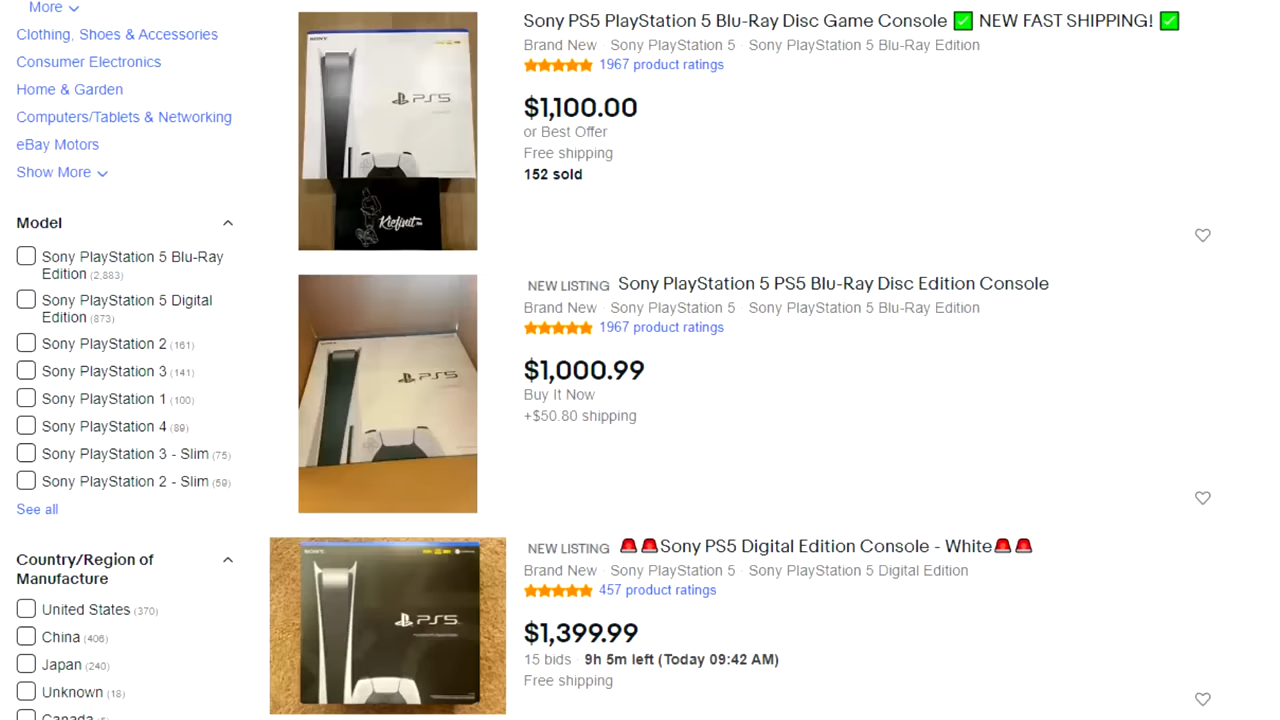 More
Clothing, Shoes & Accessories
Consumer Electronics
Home & Garden
Computers/Tablets & Networking
eBay Motors
Show More
Model
Sony PlayStation 5 Blu-Ray
Edition (2,883)
Sony PlayStation 5 Digital
Edition (873)
Sony PlayStation 2 (161)
Sony PlayStation 3 (141)
Sony PlayStation 1 (100)
Sony PlayStation 4 (89)
Sony PlayStation 3 - Slim (75)
Sony PlayStation 2 - Slim (59)
See all
Country/Region of
Manufacture
United States (370)
China (406)
Japan (240)
Unknown (18)
SONY
PS5
Sony PS5 PlayStation 5 Blu-Ray Disc Game Console ✅ NEW FAST SHIPPING! ✅
Brand New · Sony PlayStation 5 · Sony PlayStation 5 Blu-Ray Edition
1967 product ratings
$1,100.00
or Best Offer
Free shipping
152 sold
PS5
NEW LISTING Sony PlayStation 5 PS5 Blu-Ray Disc Edition Console
Brand New · Sony PlayStation 5 · Sony PlayStation 5 Blu-Ray Edition
1967 product ratings
$1,000.99
Buy It Now
+$50.80 shipping
SONY
PS5
NEW LISTING 🚨🚨Sony PS5 Digital Edition Console - White🚨🚨
Brand New · Sony PlayStation 5 · Sony PlayStation 5 Digital Edition
457 product ratings
$1,399.99
15 bids 9h 5m left (Today 09:42 AM)
Free shipping